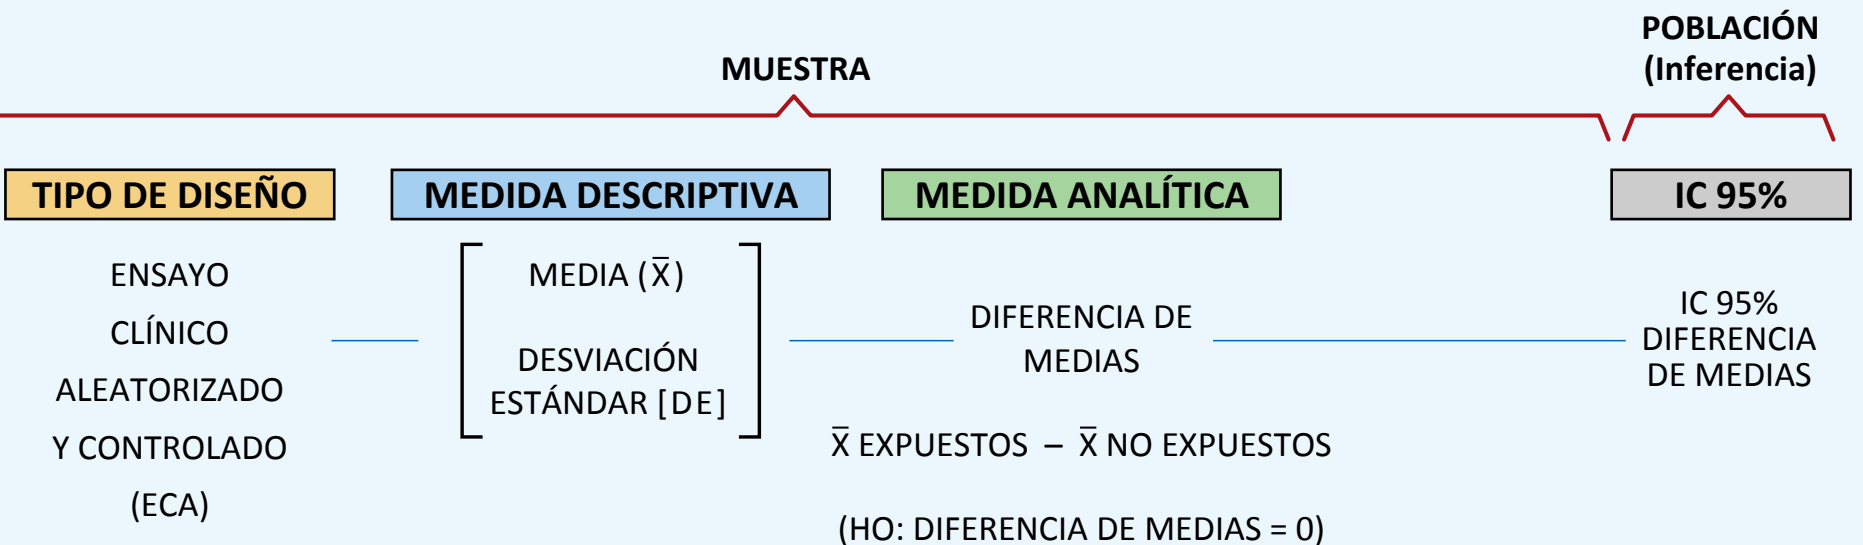 MUESTRA
POBLACIÓN
(Inferencia)
TIPO DE DISEÑO
MEDIDA DESCRIPTIVA
MEDIDA ANALÍTICA
IC 95%
ENSAYO
CLÍNICO
ALEATORIZADO
Y CONTROLADO
(ECA)
MEDIA (X̅)
DESVIACIÓN
ESTÁNDAR [DE]
DIFERENCIA DE
MEDIAS
X̅ EXPUESTOS – X̅ NO EXPUESTOS
(HO: DIFERENCIA DE MEDIAS = 0)
IC 95%
DIFERENCIA
DE MEDIAS